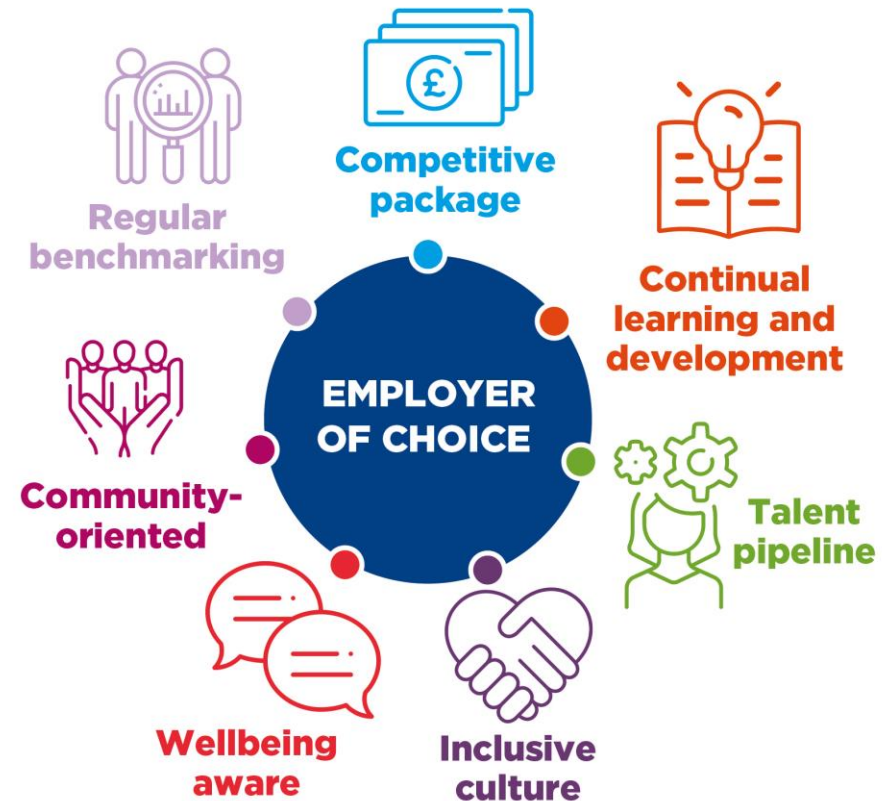 £
Competitive
package
Regular
benchmarking
Continual
learning and
development
EMPLOYER
OF CHOICE
Community-
oriented
Talent
pipeline
Wellbeing
aware
Inclusive
culture